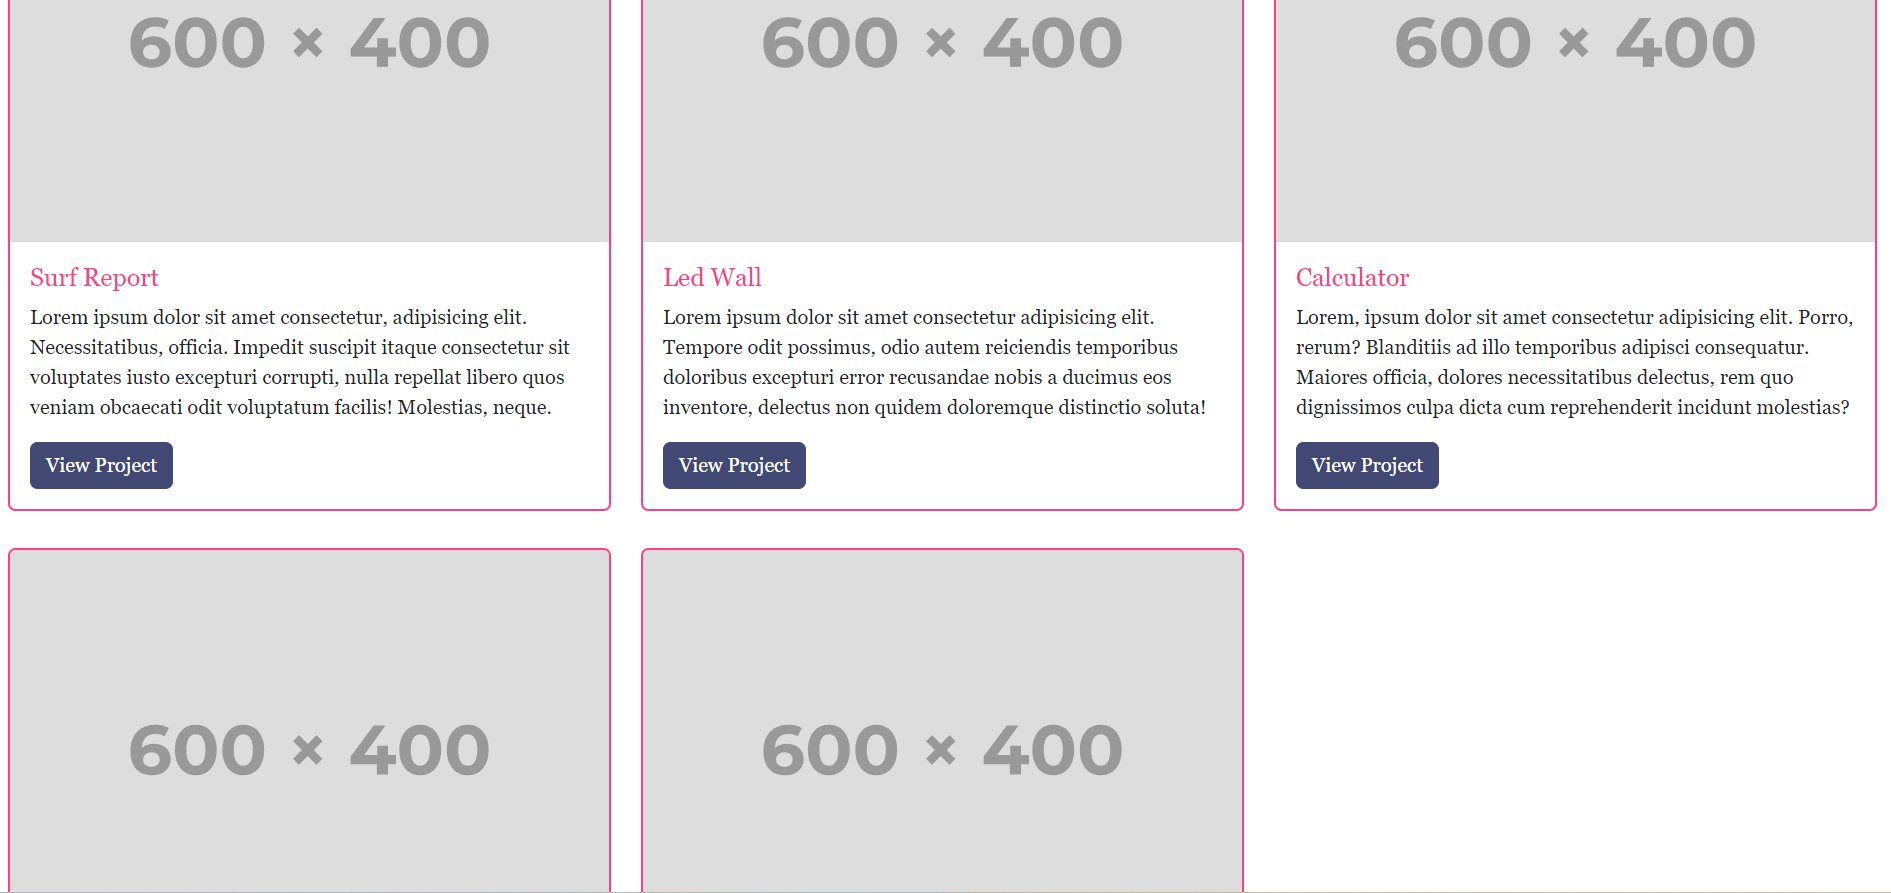 600 × 400
600 × 400
600 × 400
Surf Report
Lorem ipsum dolor sit amet consectetur, adipisicing elit.
Necessitatibus, officia. Impedit suscipit itaque consectetur sit
voluptates iusto excepturi corrupti, nulla repellat libero quos
veniam obcaecati odit voluptatum facilis! Molestias, neque.
View Project
Led Wall
Lorem ipsum dolor sit amet consectetur adipisicing elit.
Tempore odit possimus, odio autem reiciendis temporibus
doloribus excepturi error recusandae nobis a ducimus eos
inventore, delectus non quidem doloremque distinctio soluta!
View Project
Calculator
Lorem, ipsum dolor sit amet consectetur adipisicing elit. Porro,
rerum? Blanditiis ad illo temporibus adipisci consequatur.
Maiores officia, dolores necessitatibus delectus, rem quo
dignissimos culpa dicta cum reprehenderit incidunt molestias?
View Project
600 × 400
600 × 400